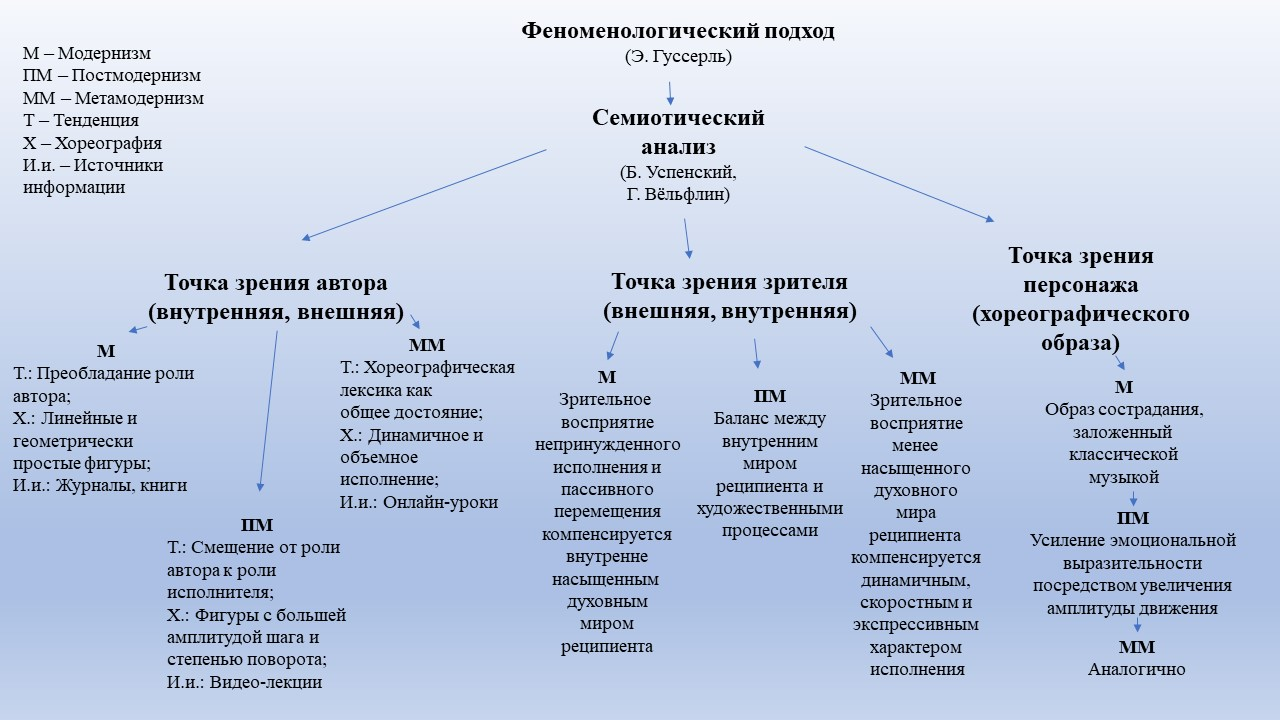 М – Модернизм
ПМ – Постмодернизм
ММ – Метамодернизм
Т – Тенденция
Х – Хореография
И.и. – Источники
информации
Феноменологический подход
(Э. Гуссерль)
Семиотический
анализ
(Б. Успенский,
Г. Вёльфлин)
Точка зрения автора
(внутренняя, внешняя)
М
Т.: Преобладание роли
автора;
Х.: Линейные и
геометрически
простые фигуры;
И.и.: Журналы, книги
ПМ
Т.: Смещение от роли
автора к роли
исполнителя;
Х.: Фигуры с большей
амплитудой шага и
степенью поворота;
И.и.: Видео-лекции
ММ
Т.: Хореографическая
лексика как
общее достояние;
Х.: Динамичное и
объемное
исполнение;
И.и.: Онлайн-уроки
Точка зрения зрителя
(внешняя, внутренняя)
М
Зрительное
восприятие
непринужденного
исполнения и
пассивного
перемещения
компенсируется
внутренне
насыщенным
духовным
миром
реципиента
ПМ
Баланс между
внутренним
миром
реципиента и
художественными
процессами
ММ
Зрительное
восприятие
менее
насыщенного
духовного
мира
реципиента
компенсируется
динамичным,
скоростным и
экспрессивным
характером
исполнения
Точка зрения
персонажа
(хореографического
образа)
М
Образ сострадания,
заложенный
классической
музыкой
ПМ
Усиление эмоциональной
выразительности
посредством увеличения
амплитуды движения
ММ
Аналогично